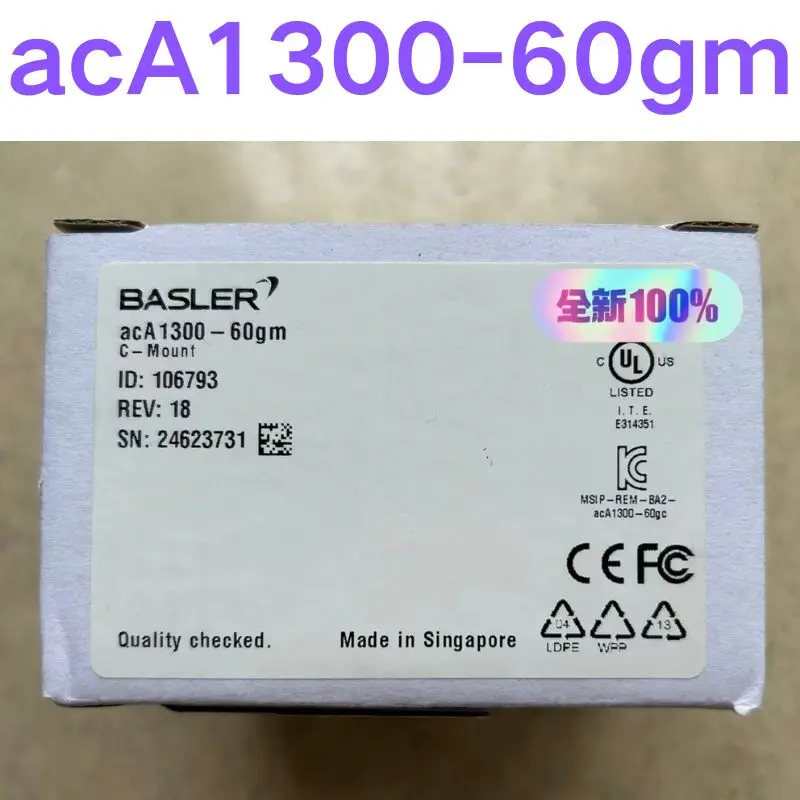 acA1300-60gm
BASLER
全新100%
acA1300-60gm
C-Mount
ID: 106793
REV: 18
SN: 24623731
C UL US
LISTED
I.T.E.
E314351
MSIP-REM-BA2-
acA1300-60gc
CE FC
04 13
LDPE WPP
Quality checked. Made in Singapore